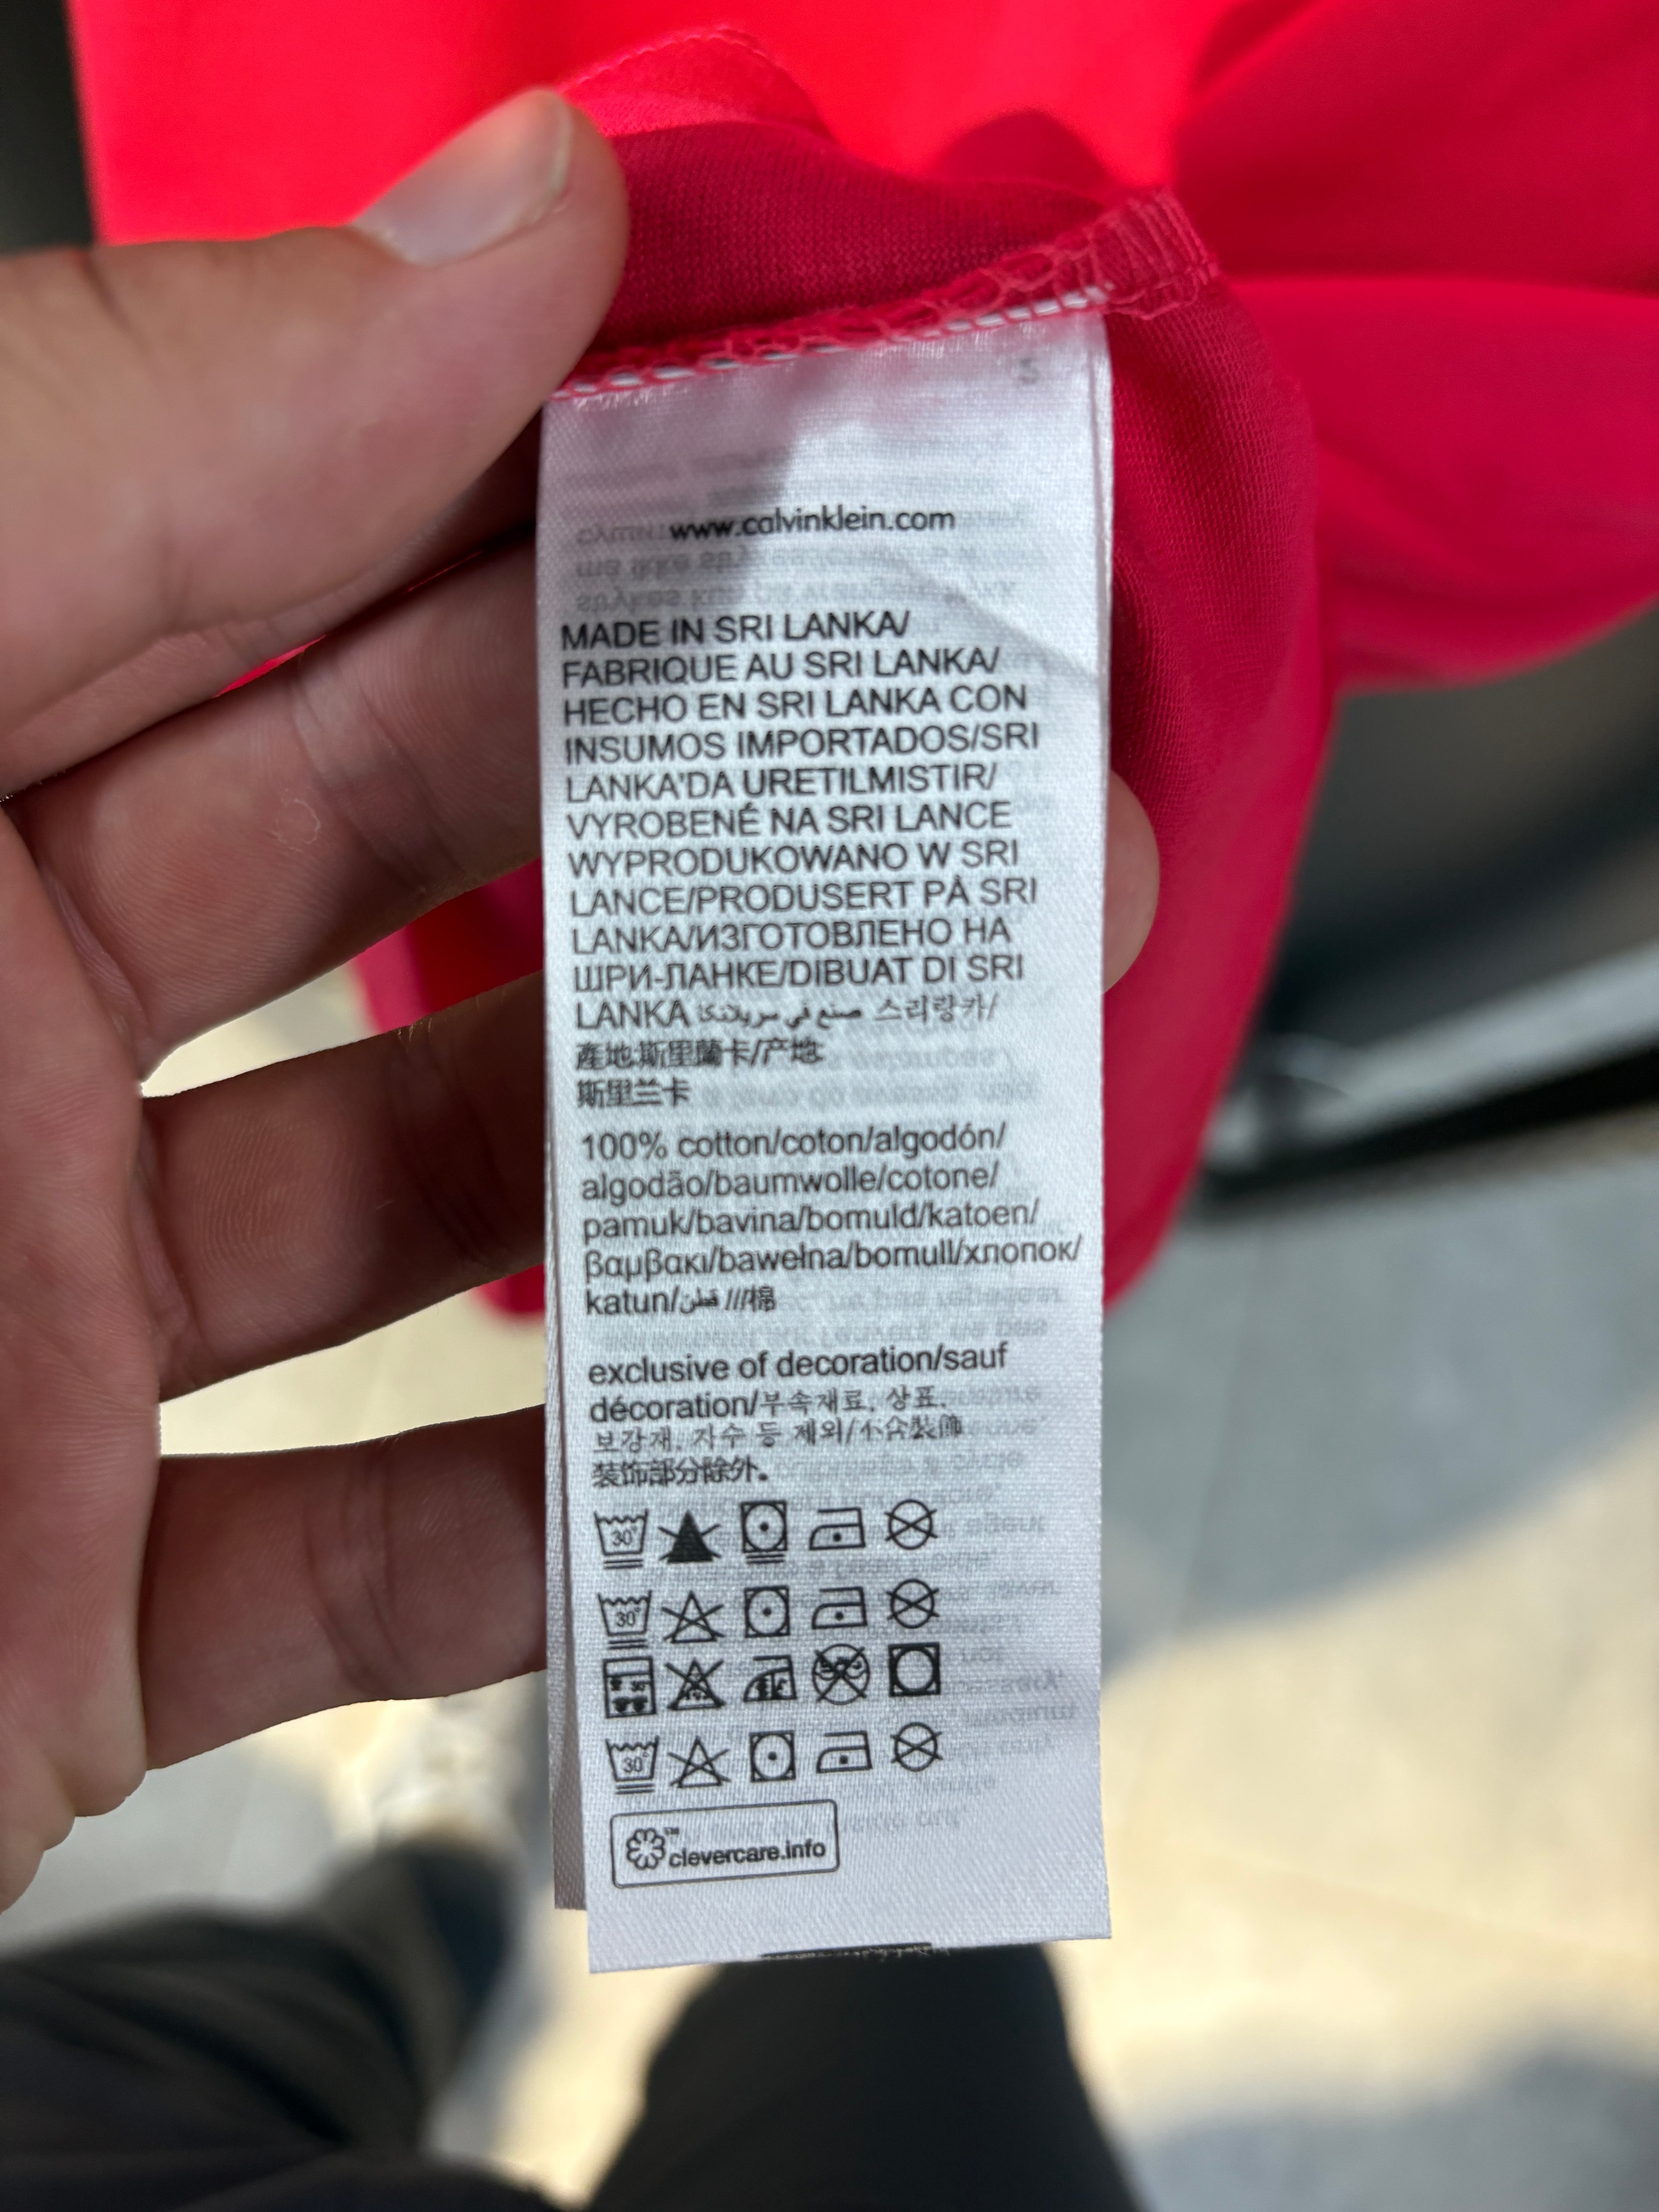 www.calvinklein.com
MADE IN SRI LANKA/
FABRIQUE AU SRI LANKA/
HECHO EN SRI LANKA CON
INSUMOS IMPORTADOS/SRI
LANKA'DA URETILMISTIR/
VYROBENÉ NA SRI LANCE
WYPRODUKOWANO W SRI
LANCE/PRODUSERT PÅ SRI
LANKA/ИЗГОТОВЛЕНО НА
ШРИ-ЛАНКЕ/DIBUAT DI SRI
LANKA صنع في سريلانكا 스리랑카/
產地:斯里蘭卡/产地:
斯里兰卡
100% cotton/coton/algodón/
algodão/baumwolle/cotone/
pamuk/bavina/bomuld/katoen/
βαμβακι/bawełna/bomull/хлопок/
katun/قطن ///棉
exclusive of decoration/sauf
décoration/부속재료, 상표,
보강재, 자수 등 제외/不含裝飾
装饰部分除外。
30°
30°
30°
30°
clevercare.info